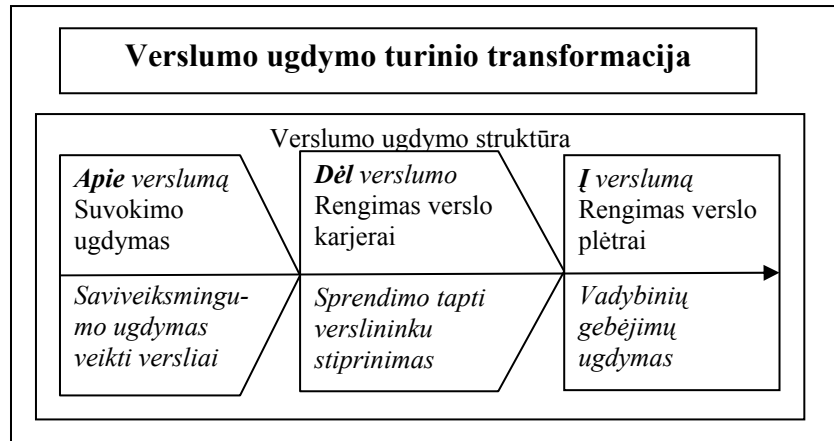 Verslumo ugdymo turinio transformacija
Verslumo ugdymo struktūra
Apie verslumą
Suvokimo
ugdymas
Saviveiksmingu-
mo ugdymas
veikti versliai
Dėl verslumo
Rengimas verslo
karjerai
Sprendimo tapti
verslininku
stiprinimas
Į verslumą
Rengimas verslo
plėtrai
Vadybinių
gebėjimų
ugdymas